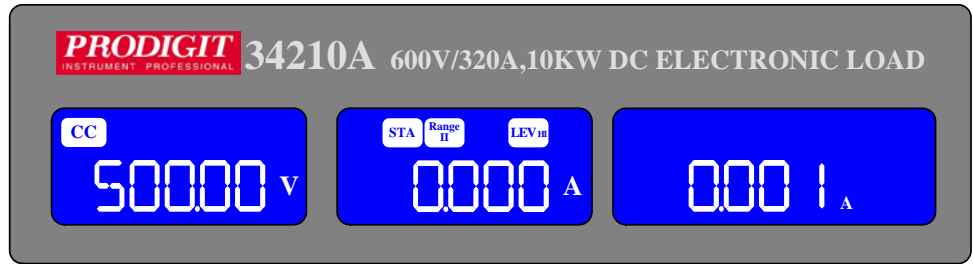 PRODIGIT
INSTRUMENT PROFESSIONAL
34210A 600V/320A,10KW DC ELECTRONIC LOAD
CC
500.00 V
STA Range II LEV HI
0.000 A
0.001 A